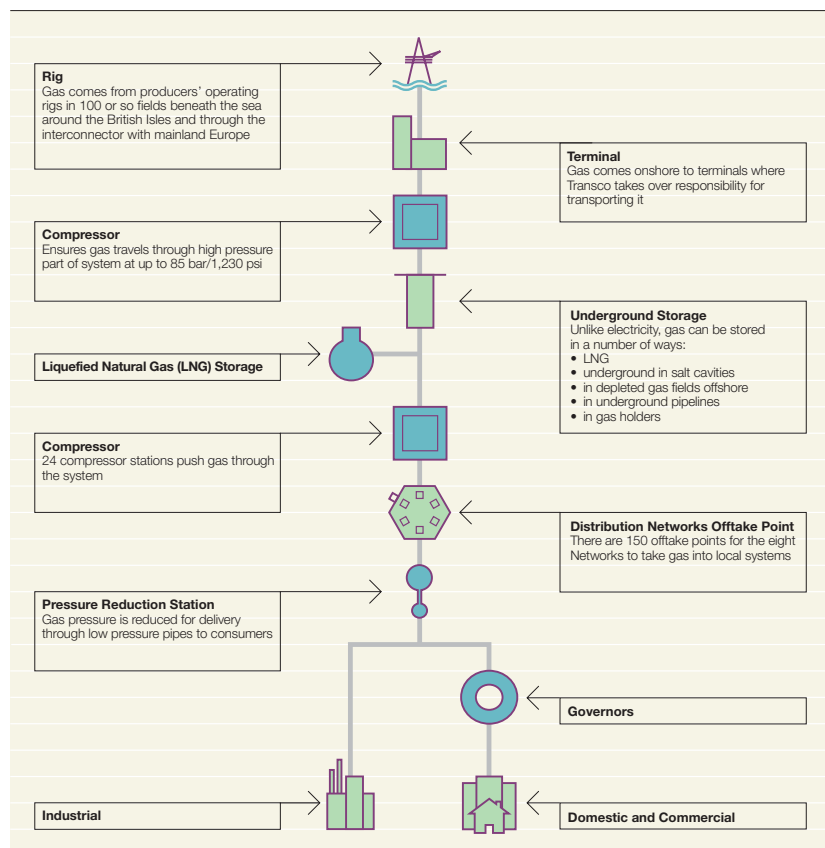 Rig
Gas comes from producers’ operating
rigs in 100 or so fields beneath the sea
around the British Isles and through the
interconnector with mainland Europe
Terminal
Gas comes onshore to terminals where
Transco takes over responsibility for
transporting it
Compressor
Ensures gas travels through high pressure
part of system at up to 85 bar/1,230 psi
Underground Storage
Unlike electricity, gas can be stored
in a number of ways:
• LNG
• underground in salt cavities
• in depleted gas fields offshore
• in underground pipelines
• in gas holders
Liquefied Natural Gas (LNG) Storage
Compressor
24 compressor stations push gas through
the system
Distribution Networks Offtake Point
There are 150 offtake points for the eight
Networks to take gas into local systems
Pressure Reduction Station
Gas pressure is reduced for delivery
through low pressure pipes to consumers
Governors
Industrial
Domestic and Commercial